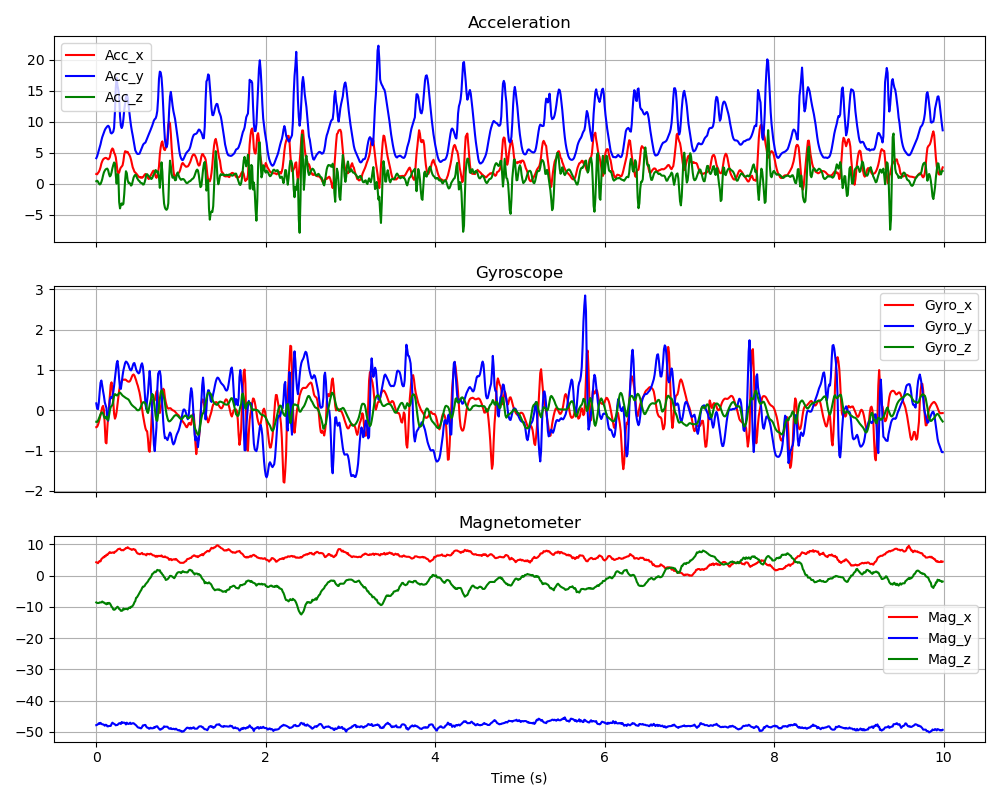 Acceleration
Acc_x
Acc_y
Acc_z
20
15
10
5
0
−5
Gyroscope
Gyro_x
Gyro_y
Gyro_z
3
2
1
0
−1
−2
Magnetometer
10
0
−10
−20
−30
−40
−50
Mag_x
Mag_y
Mag_z
0 2 4 6 8 10
Time (s)